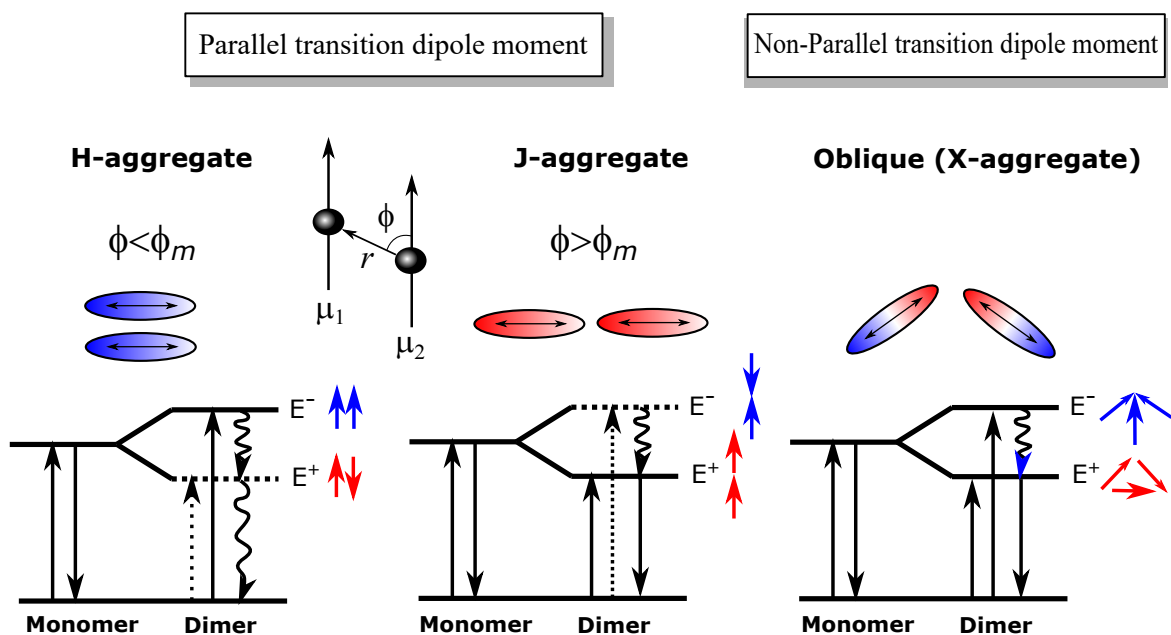 Parallel transition dipole moment
Non-Parallel transition dipole moment
H-aggregate
J-aggregate
Oblique (X-aggregate)
ϕ<ϕm
ϕ
r
μ1
μ2
ϕ>ϕm
E⁻
E⁺
Monomer Dimer
E⁻
E⁺
Monomer Dimer
E⁻
E⁺
Monomer Dimer